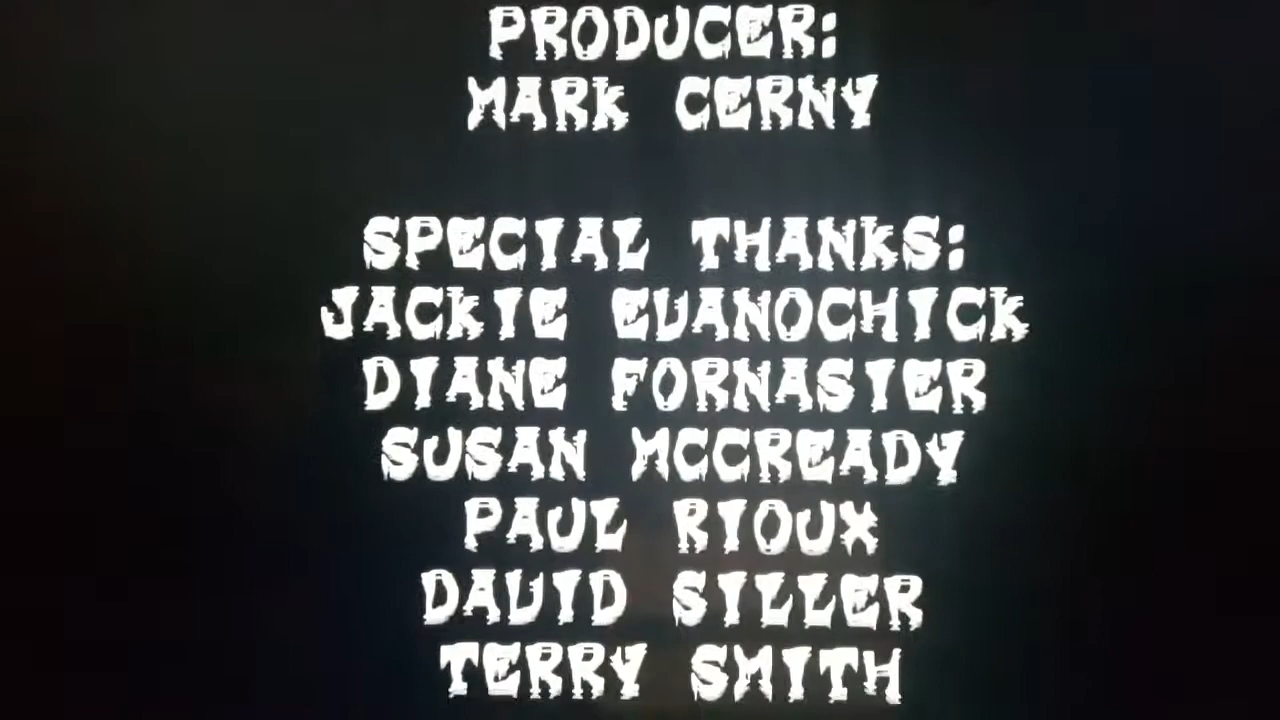 PRODUCER:
MARK CERNY
SPECIAL THANKS:
JACKIE EVANOCHICK
DIANE FORNASIER
SUSAN MCCREADY
PAUL RIOUX
DAVID SILLER
TERRY SMITH